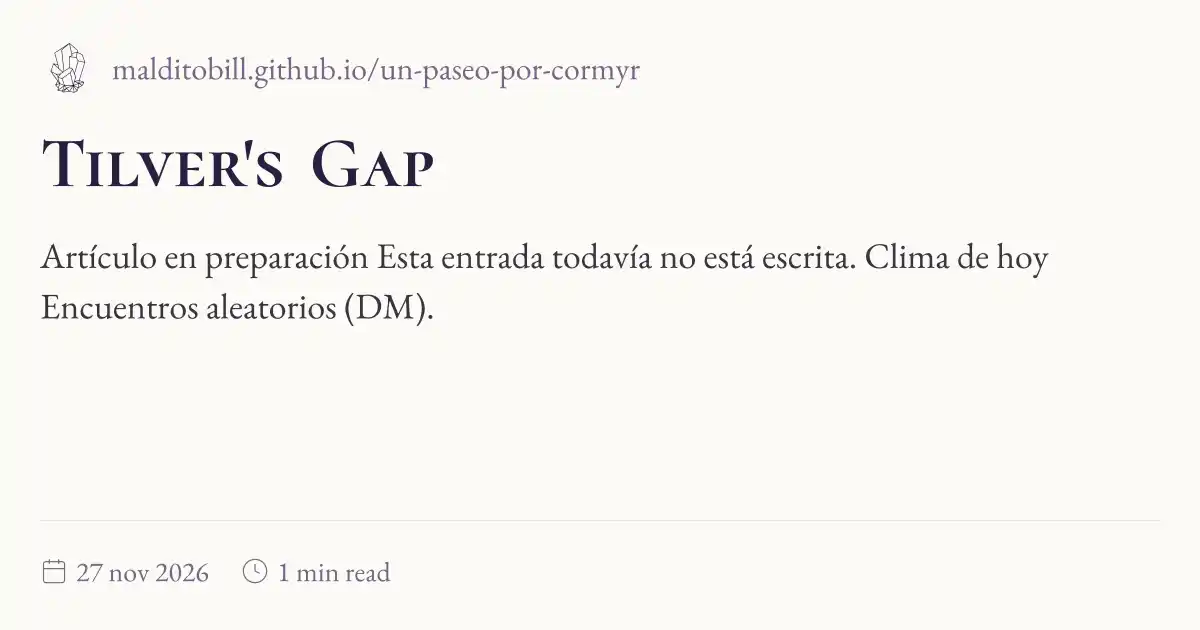 malditobill.github.io/un-paseo-por-cormyr
Tilver's Gap
Artículo en preparación Esta entrada todavía no está escrita. Clima de hoy
Encuentros aleatorios (DM).
27 nov 2026 1 min read